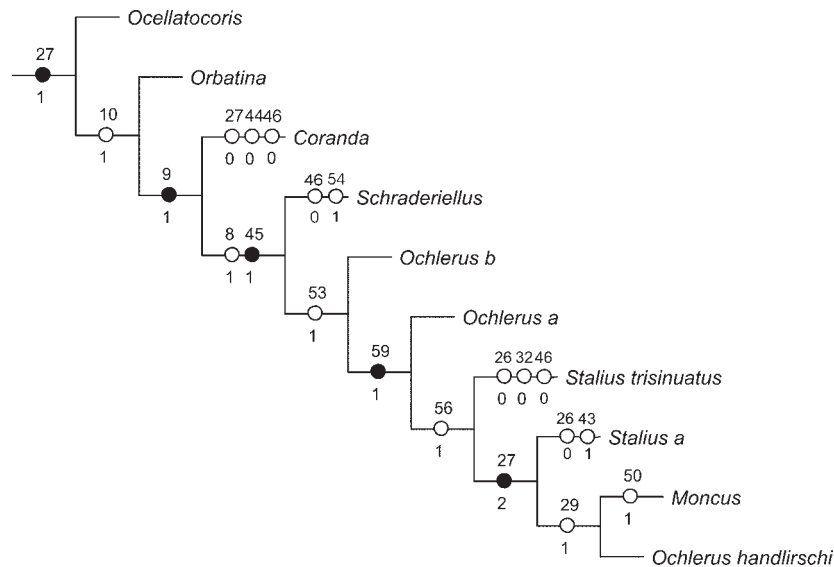 Ocellatocoris
27
1
Orbatina
10
1
27 44 46
Coranda
0 0 0
9
1
46 54
Schraderiellus
0 1
8 45
1 1
Ochlerus b
53
1
Ochlerus a
59
1
26 32 46
Stalius trisinuatus
0 0 0
56
1
26 43
Stalius a
0 1
27
2
50
Moncus
1
29
1
Ochlerus handlirschi